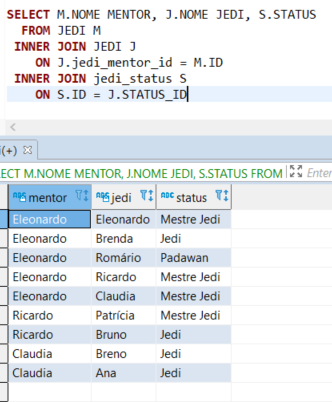 SELECT M.NOME MENTOR, J.NOME JEDI, S.STATUS
FROM JEDI M
INNER JOIN JEDI J
ON J.jedi_mentor_id = M.ID
INNER JOIN jedi_status S
ON S.ID = J.STATUS_ID
(+)
ECT M.NOME MENTOR, J.NOME JEDI, S.STATUS FROM Enter
mentor jedi status
Eleonardo Eleonardo Mestre Jedi
Eleonardo Brenda Jedi
Eleonardo Romário Padawan
Eleonardo Ricardo Mestre Jedi
Eleonardo Claudia Mestre Jedi
Ricardo Patrícia Mestre Jedi
Ricardo Bruno Jedi
Claudia Breno Jedi
Claudia Ana Jedi